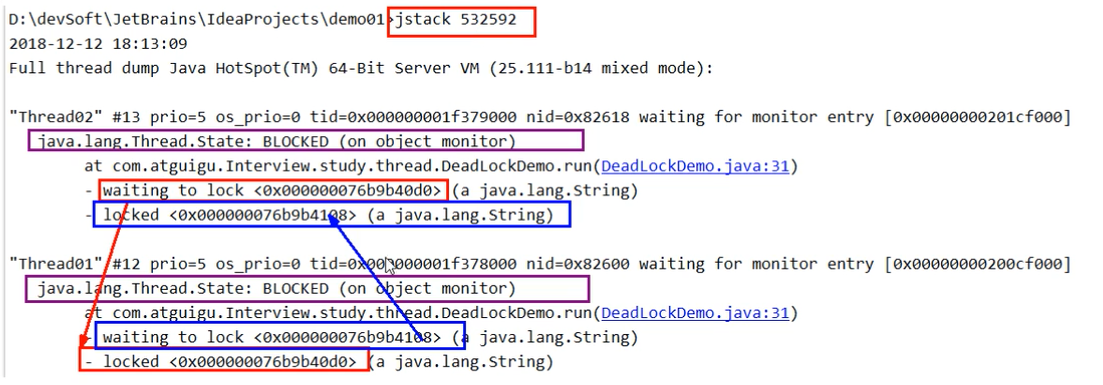 D:\devSoft\JetBrains\IdeaProjects\demo01>jstack 532592
2018-12-12 18:13:09
Full thread dump Java HotSpot(TM) 64-Bit Server VM (25.111-b14 mixed mode):
"Thread02" #13 prio=5 os_prio=0 tid=0x000000001f379000 nid=0x82618 waiting for monitor entry [0x00000000201cf000]
java.lang.Thread.State: BLOCKED (on object monitor)
at com.atguigu.Interview.study.thread.DeadLockDemo.run(DeadLockDemo.java:31)
- waiting to lock <0x000000076b9b40d0> (a java.lang.String)
- locked <0x000000076b9b4108> (a java.lang.String)
"Thread01" #12 prio=5 os_prio=0 tid=0x000000001f378000 nid=0x82600 waiting for monitor entry [0x00000000200cf000]
java.lang.Thread.State: BLOCKED (on object monitor)
at com.atguigu.Interview.study.thread.DeadLockDemo.run(DeadLockDemo.java:31)
- waiting to lock <0x000000076b9b4108> (a java.lang.String)
- locked <0x000000076b9b40d0> (a java.lang.String)